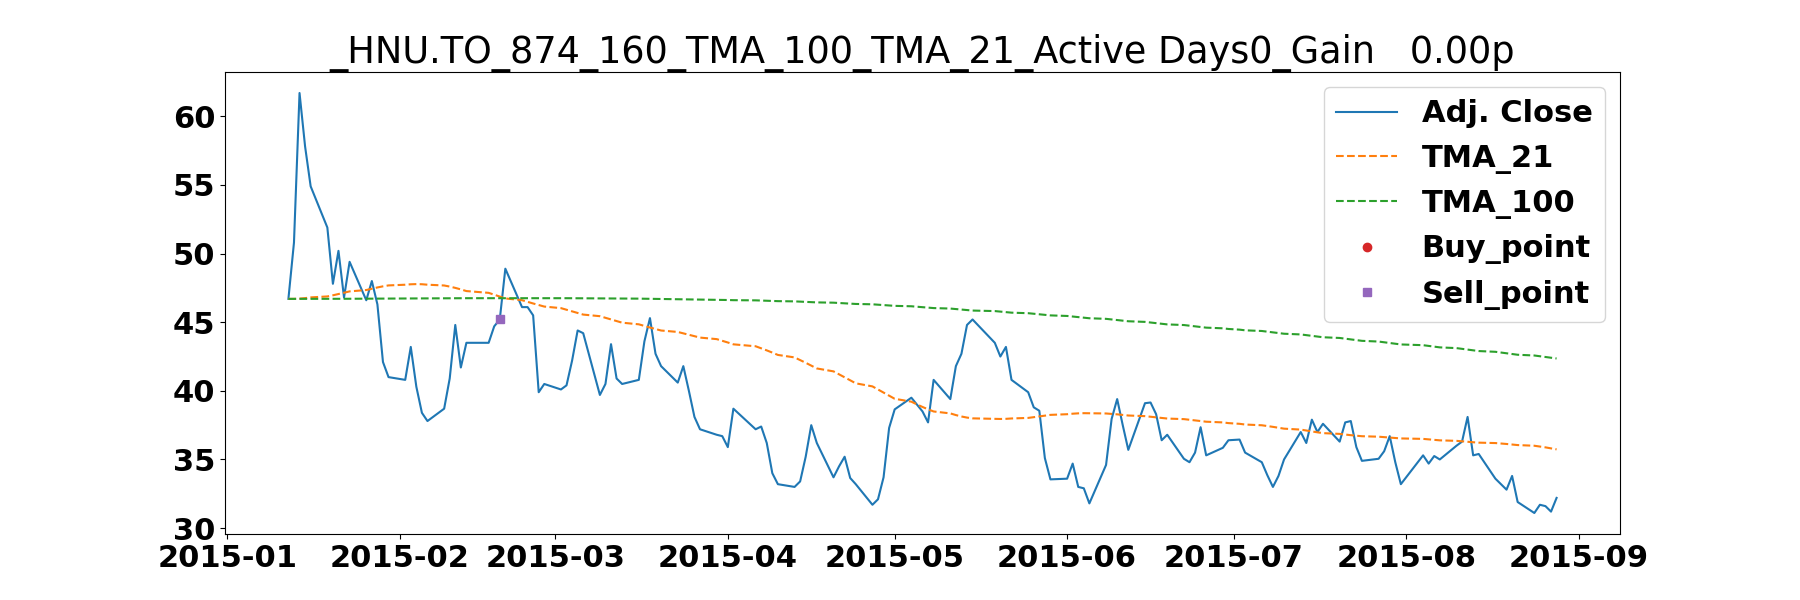 _HNU.TO_874_160_TMA_100_TMA_21_Active Days0_Gain   0.00p
60
55
50
45
40
35
30
Adj. Close
TMA_21
TMA_100
Buy_point
Sell_point
2015-01 2015-02 2015-03 2015-04 2015-05 2015-06 2015-07 2015-08 2015-09